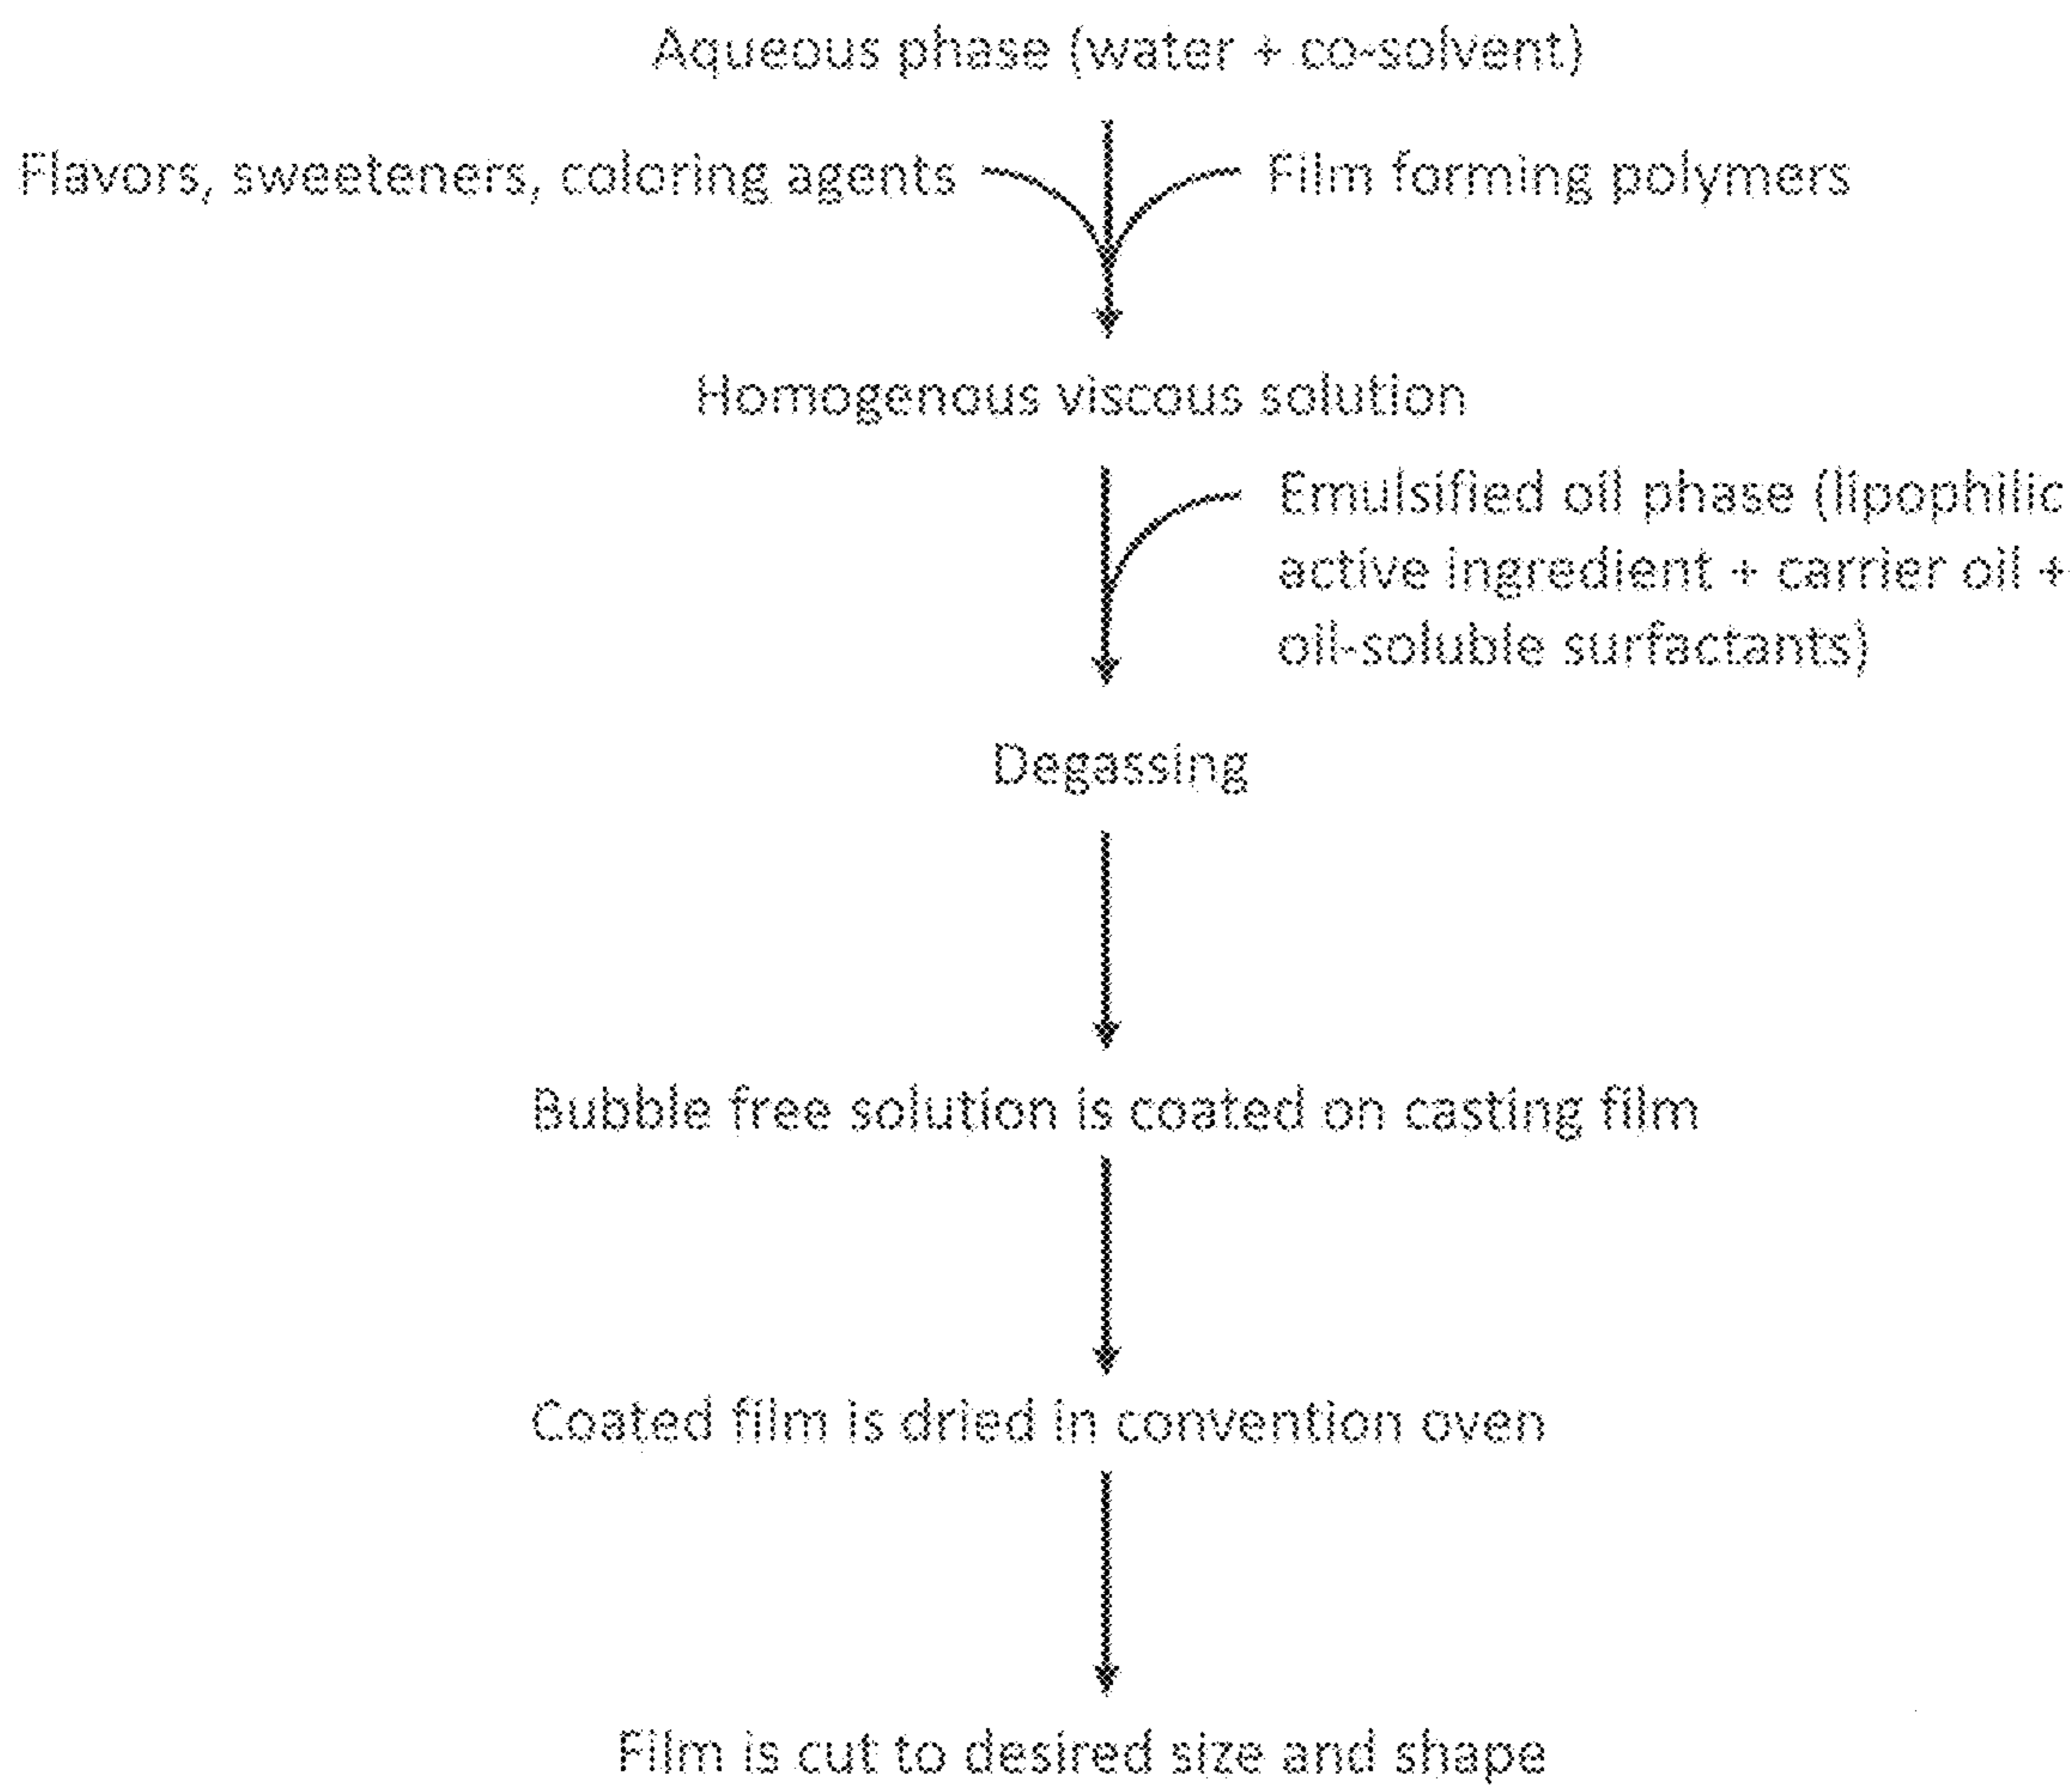 Aqueous phase (water + co-solvent)
Flavors, sweeteners, coloring agents
Film forming polymers
Homogenous viscous solution
Emulsified oil phase (lipophilic
active ingredient + carrier oil +
oil-soluble surfactants)
Degassing
Bubble free solution is coated on casting film
Coated film is dried in convention oven
Film is cut to desired size and shape